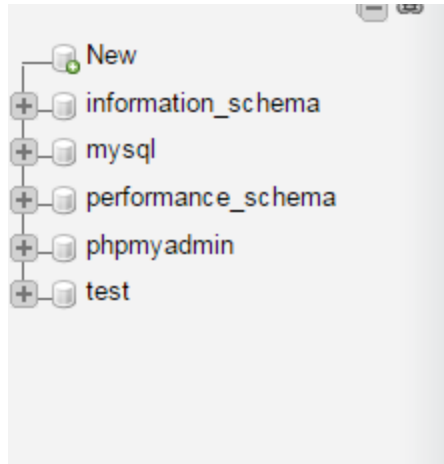 New
information_schema
mysql
performance_schema
phpmyadmin
test